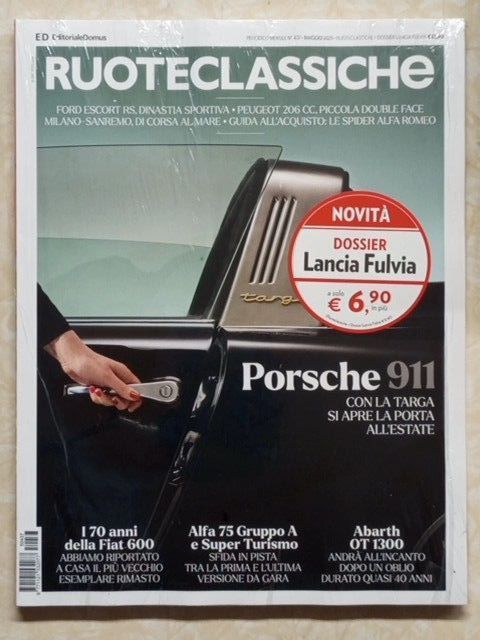 ED EditorialeDomus
RUOTECLASSICHE
FORD ESCORT RS, DINASTIA SPORTIVA • PEUGEOT 206 CC, PICCOLA DOUBLE FACE
MILANO-SANREMO, DI CORSA AL MARE • GUIDA ALL'ACQUISTO: LE SPIDER ALFA ROMEO
NOVITÀ
DOSSIER
Lancia Fulvia
a solo
€ 6,90
in più
targ
Porsche 911
CON LA TARGA
SI APRE LA PORTA
ALL'ESTATE
I 70 anni
della Fiat 600
ABBIAMO RIPORTATO
A CASA IL PIÙ VECCHIO
ESEMPLARE RIMASTO
Alfa 75 Gruppo A
e Super Turismo
SFIDA IN PISTA
TRA LA PRIMA E L'ULTIMA
VERSIONE DA GARA
Abarth
OT 1300
ANDRÀ ALL'INCANTO
DOPO UN OBLIO
DURATO QUASI 40 ANNI